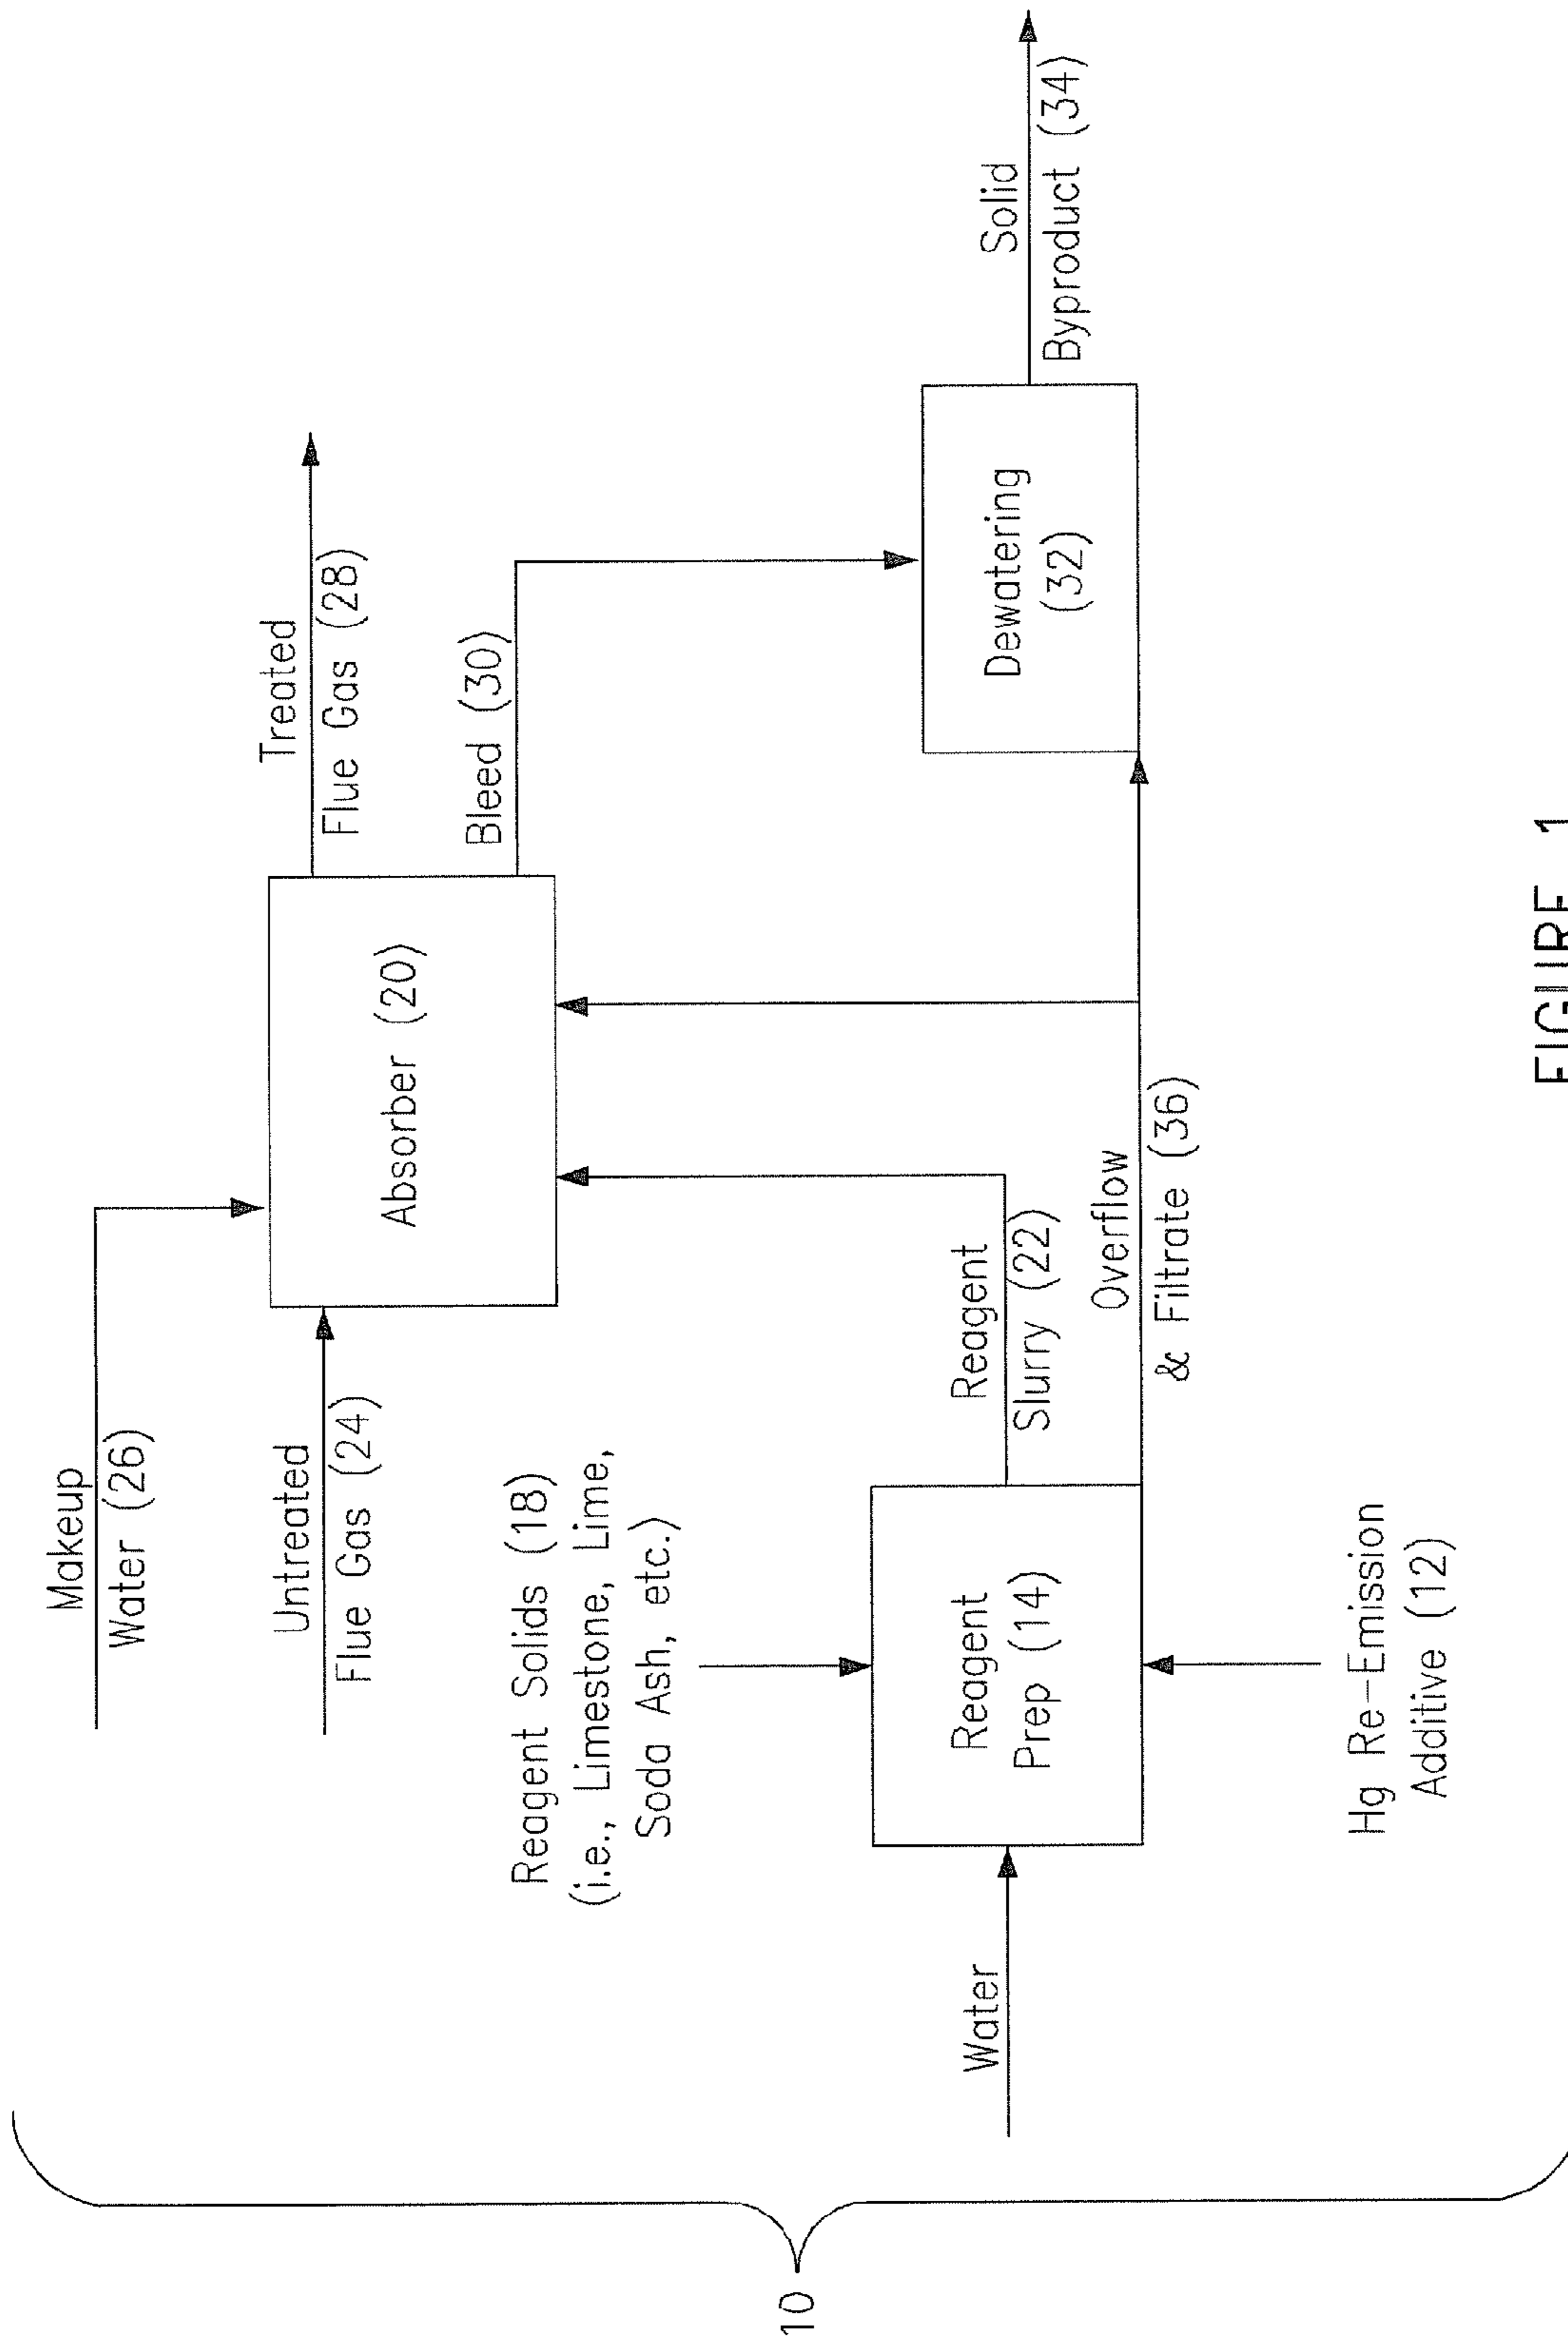 10
Makeup
Water (26)
Untreated
Flue Gas (24)
Absorber (20)
Treated
Flue Gas (28)
Bleed (30)
Reagent Solids (18)
(i.e., Limestone, Lime,
Soda Ash, etc.)
Water
Reagent
Prep (14)
Reagent
Slurry (22)
Overflow
& Filtrate (36)
Dewatering
(32)
Solid
Byproduct (34)
Hg Re-Emission
Additive (12)
FIGURE 1